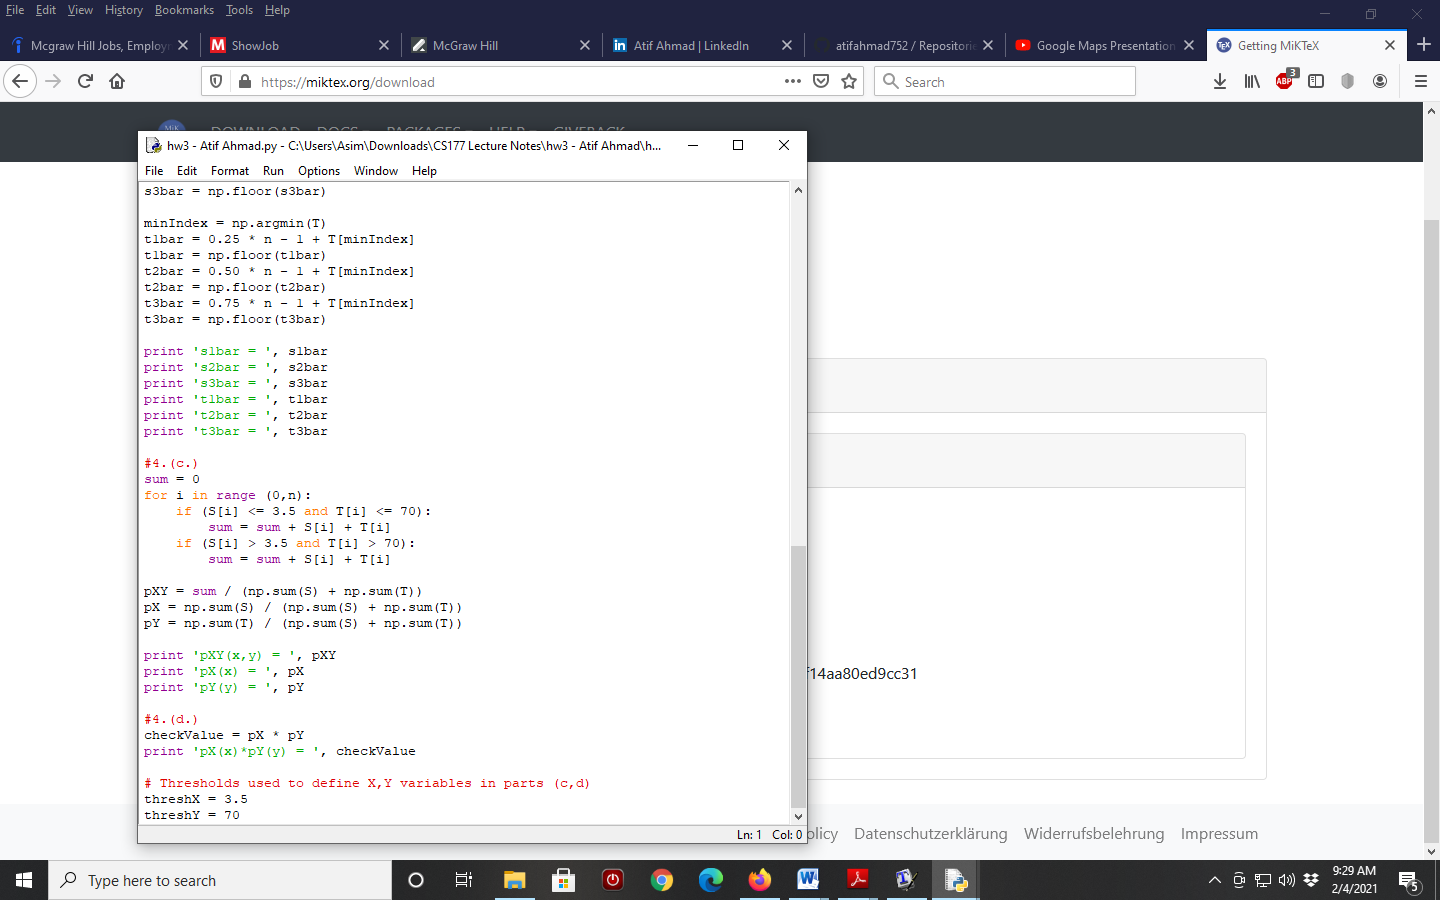 File Edit View History Bookmarks Tools Help
Mcgraw Hill Jobs, Employ
ShowJob
McGraw Hill
Atif Ahmad | LinkedIn
atifahmad752 / Repositorie
Google Maps Presentation
Getting MiKTeX
https://miktex.org/download
Search
ABP 3
hw3 - Atif Ahmad.py - C:\Users\Asim\Downloads\CS177 Lecture Notes\hw3 - Atif Ahmad\h...
File Edit Format Run Options Window Help
s3bar = np.floor(s3bar)
minIndex = np.argmin(T)
t1bar = 0.25 * n - 1 + T[minIndex]
t1bar = np.floor(t1bar)
t2bar = 0.50 * n - 1 + T[minIndex]
t2bar = np.floor(t2bar)
t3bar = 0.75 * n - 1 + T[minIndex]
t3bar = np.floor(t3bar)
print 's1bar = ', s1bar
print 's2bar = ', s2bar
print 's3bar = ', s3bar
print 't1bar = ', t1bar
print 't2bar = ', t2bar
print 't3bar = ', t3bar
#4.(c.)
sum = 0
for i in range (0,n):
    if (S[i] <= 3.5 and T[i] <= 70):
        sum = sum + S[i] + T[i]
    if (S[i] > 3.5 and T[i] > 70):
        sum = sum + S[i] + T[i]
pXY = sum / (np.sum(S) + np.sum(T))
pX = np.sum(S) / (np.sum(S) + np.sum(T))
pY = np.sum(T) / (np.sum(S) + np.sum(T))
print 'pXY(x,y) = ', pXY
print 'pX(x) = ', pX
print 'pY(y) = ', pY
#4.(d.)
checkValue = pX * pY
print 'pX(x)*pY(y) = ', checkValue
# Thresholds used to define X,Y variables in parts (c,d)
threshX = 3.5
threshY = 70
Ln: 1 Col: 0
f14aa80ed9cc31
olicy Datenschutzerklärung Widerrufsbelehrung Impressum
Type here to search
9:29 AM
2/4/2021
5